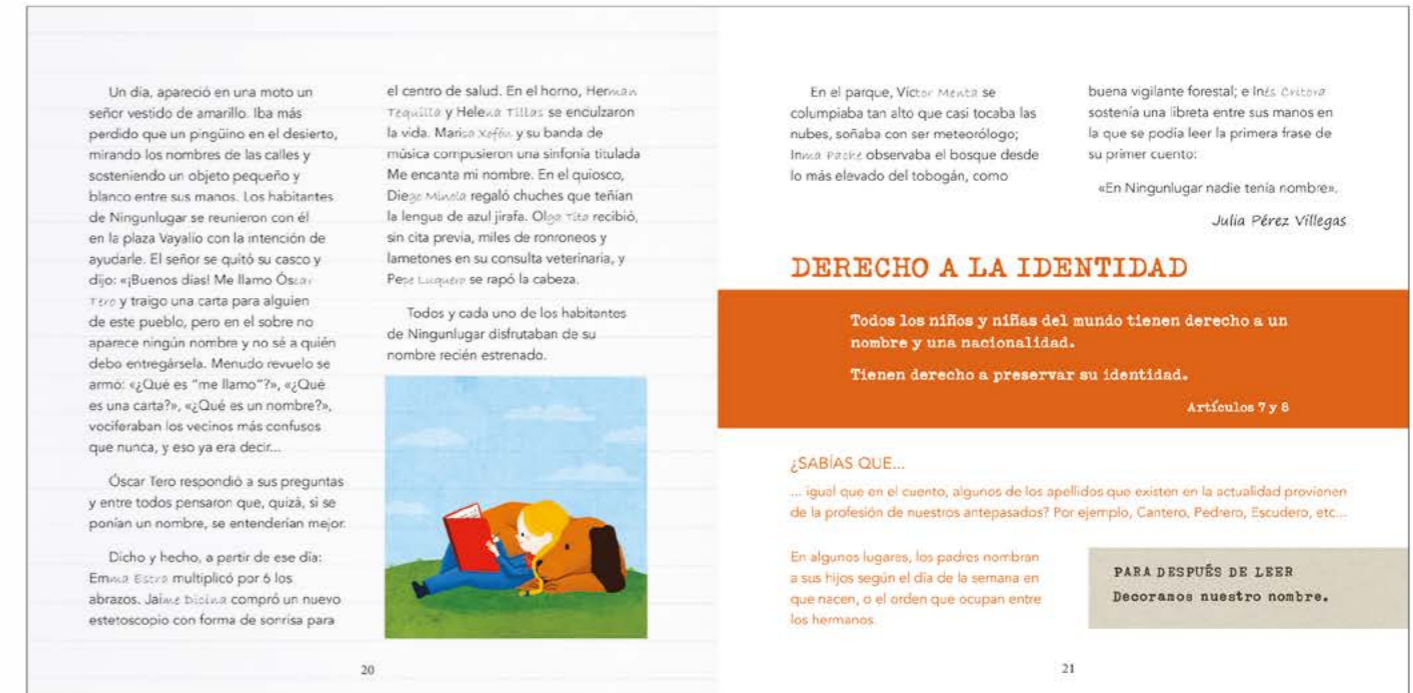 Un día, apareció en una moto un
señor vestido de amarillo. Iba más
perdido que un pingüino en el desierto,
mirando los nombres de las calles y
sosteniendo un objeto pequeño y
blanco entre sus manos. Los habitantes
de Ningunlugar se reunieron con él
en la plaza Vayalío con la intención de
ayudarle. El señor se quitó su casco y
dijo: «¡Buenos días! Me llamo Óscar
Tero y traigo una carta para alguien
de este pueblo, pero en el sobre no
aparece ningún nombre y no sé a quién
debo entregársela. Menudo revuelo se
armó: «¿Qué es "me llamo"?», «¿Qué
es una carta?», «¿Qué es un nombre?»,
vociferaban los vecinos más confusos
que nunca, y eso ya era decir...
Óscar Tero respondió a sus preguntas
y entre todos pensaron que, quizá, si se
ponían un nombre, se entenderían mejor.
Dicho y hecho, a partir de ese día:
Emma Estra multiplicó por 6 los
abrazos. Jaime Dicina compró un nuevo
estetoscopio con forma de sonrisa para
el centro de salud. En el horno, Herman
Tequilla y Helena Tillas se enculzaron
la vida. Marisa Xofón y su banda de
música compusieron una sinfonía titulada
Me encanta mi nombre. En el quiosco,
Diego Minola regaló chuches que teñían
la lengua de azul jirafa. Olga Tita recibió,
sin cita previa, miles de ronroneos y
lametones en su consulta veterinaria, y
Pepe Luquero se rapó la cabeza.
Todos y cada uno de los habitantes
de Ningunlugar disfrutaban de su
nombre recién estrenado.
20
En el parque, Víctor Menta se
columpiaba tan alto que casi tocaba las
nubes, soñaba con ser meteorólogo;
Inma Parke observaba el bosque desde
lo más elevado del tobogán, como
buena vigilante forestal; e Inés Critora
sostenía una libreta entre sus manos en
la que se podía leer la primera frase de
su primer cuento:
«En Ningunlugar nadie tenía nombre».
Julia Pérez Villegas
DERECHO A LA IDENTIDAD
Todos los niños y niñas del mundo tienen derecho a un
nombre y una nacionalidad.
Tienen derecho a preservar su identidad.
Artículos 7 y 8
¿SABÍAS QUE...
... igual que en el cuento, algunos de los apellidos que existen en la actualidad provienen
de la profesión de nuestros antepasados? Por ejemplo, Cantero, Pedrero, Escudero, etc...
En algunos lugares, los padres nombran
a sus hijos según el día de la semana en
que nacen, o el orden que ocupan entre
los hermanos.
PARA DESPUÉS DE LEER
Decoramos nuestro nombre.
21